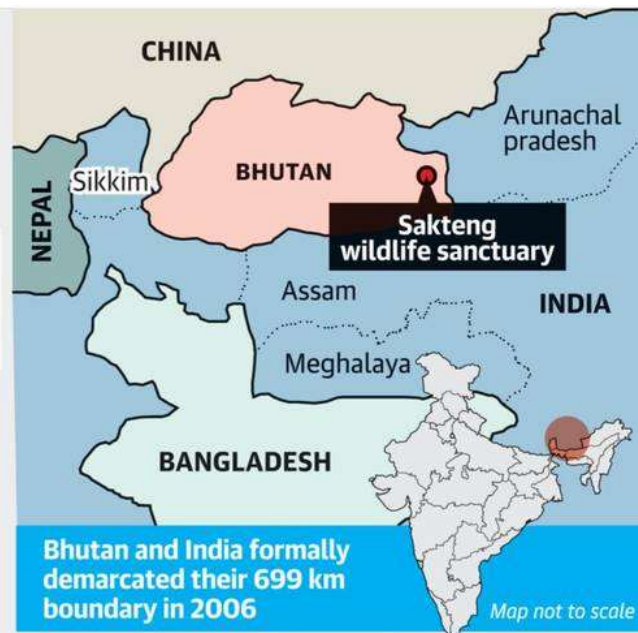 CHINA
Arunachal
pradesh
Sikkim
BHUTAN
NEPAL
Sakteng
wildlife sanctuary
Assam
INDIA
Meghalaya
BANGLADESH
Bhutan and India formally
demarcated their 699 km
boundary in 2006
Map not to scale